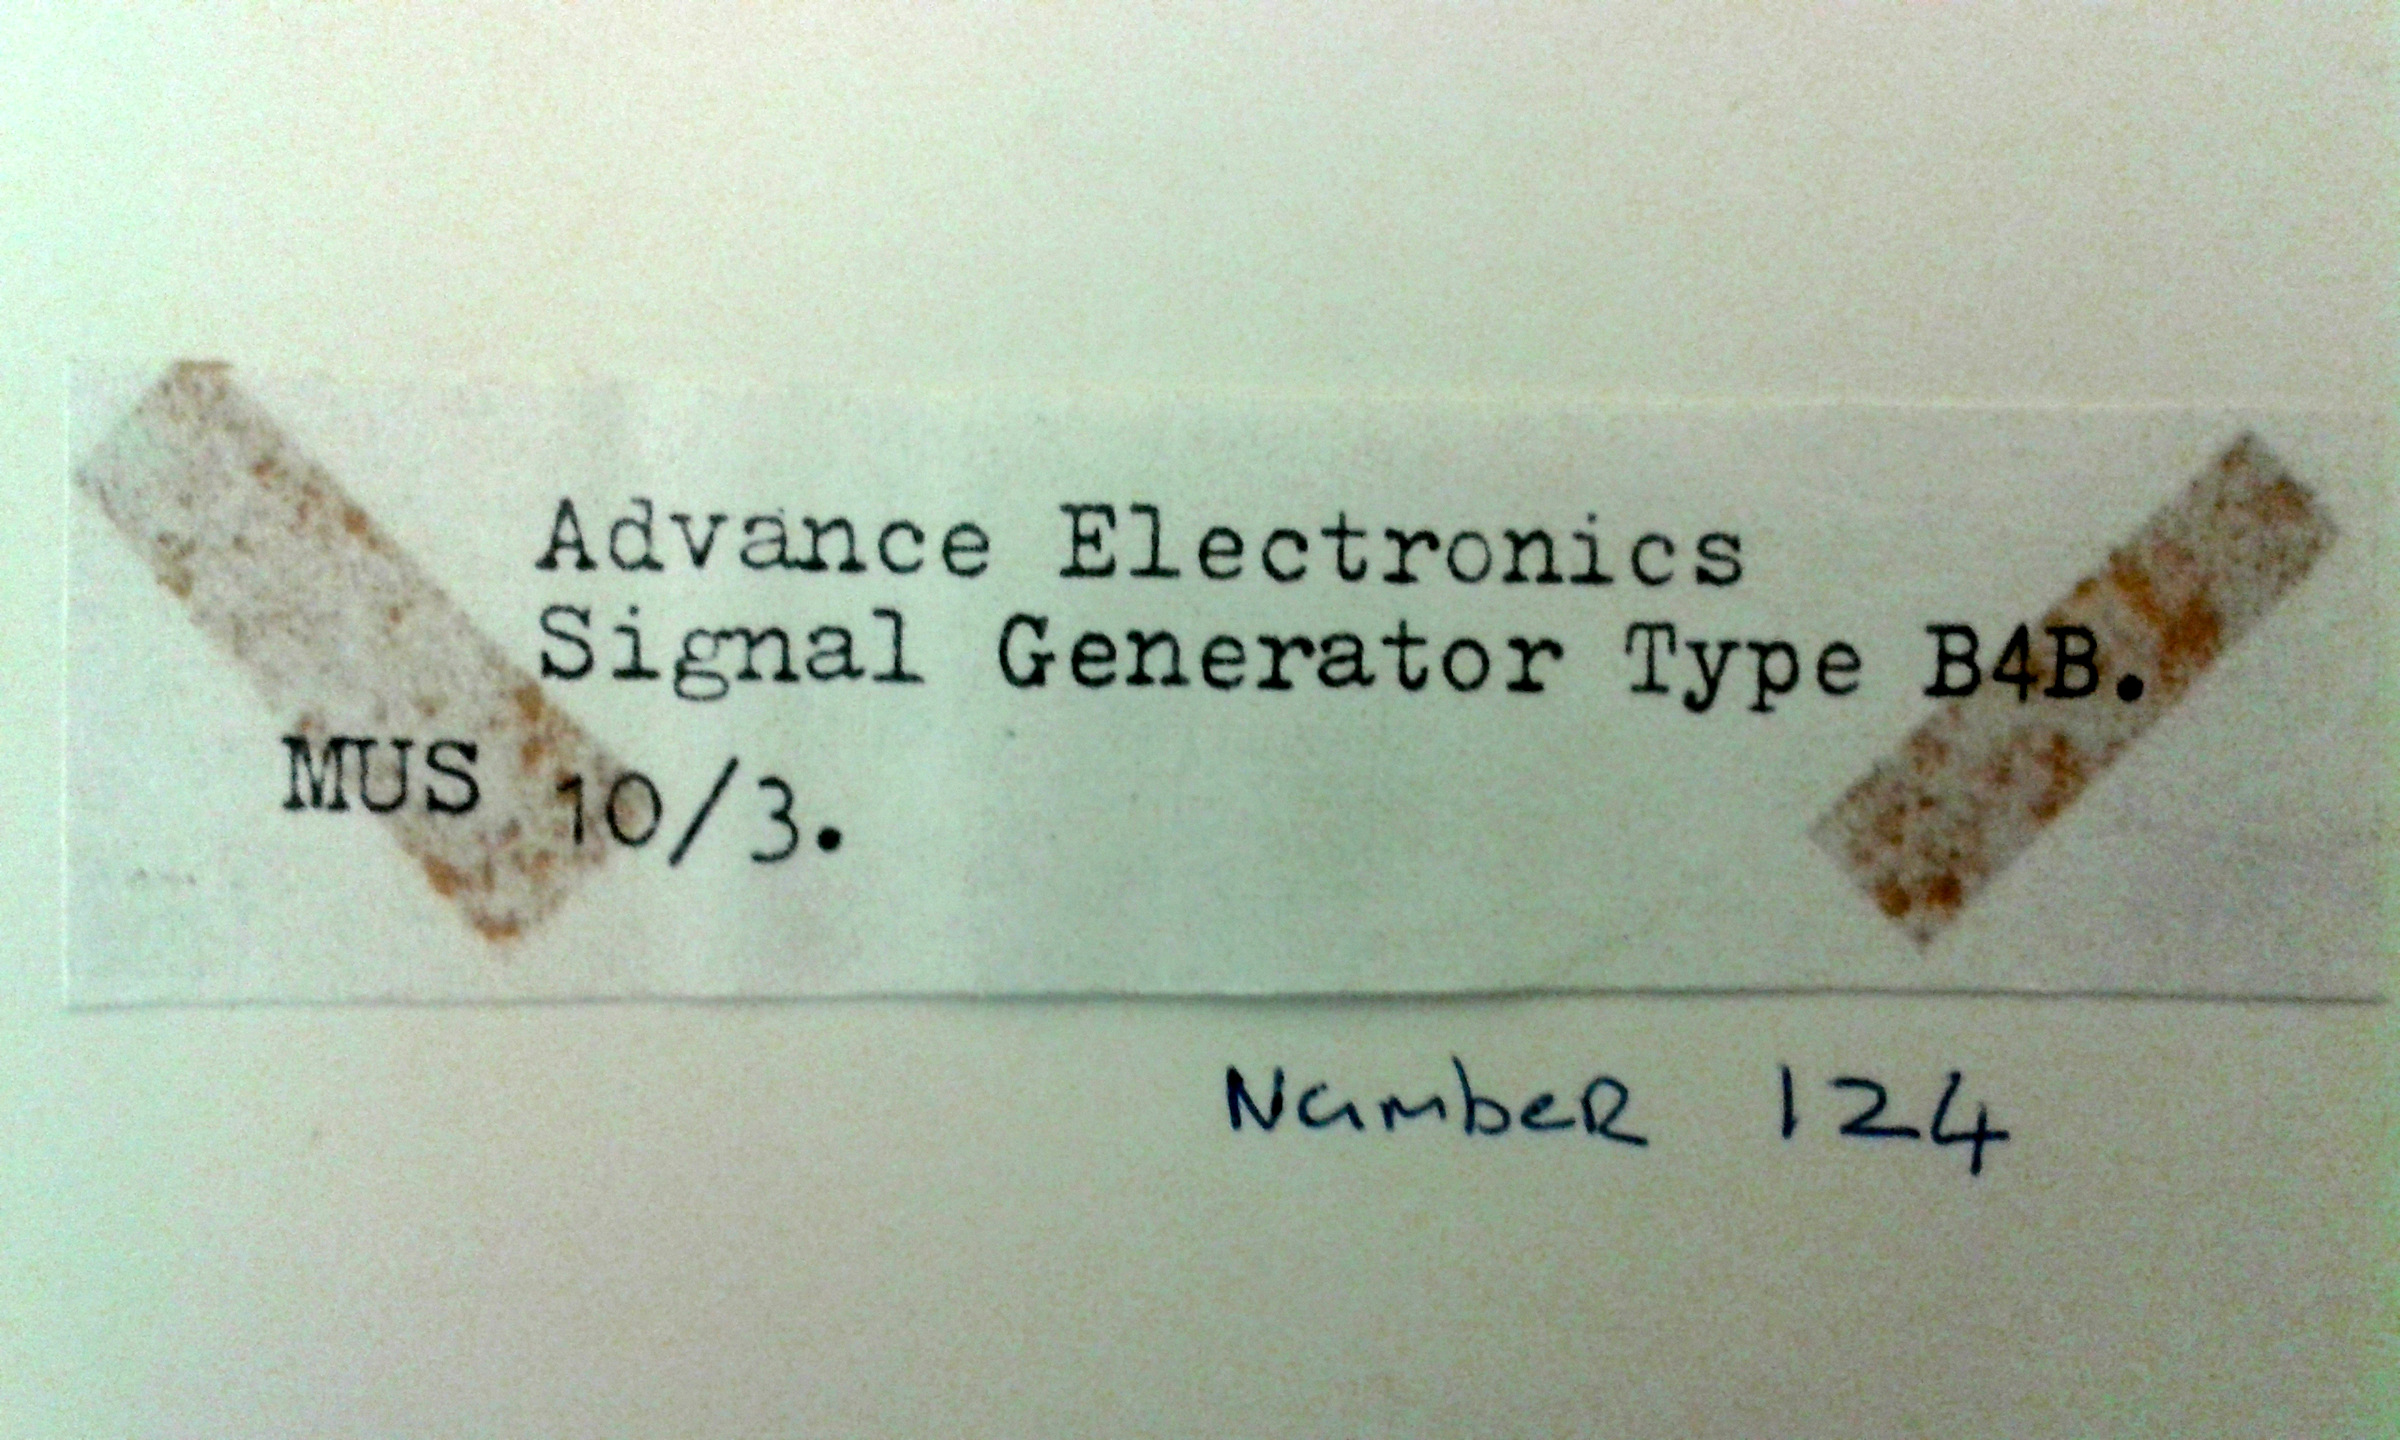 Advance Electronics
Signal Generator Type B4B.
MUS 10/3.
Number 124